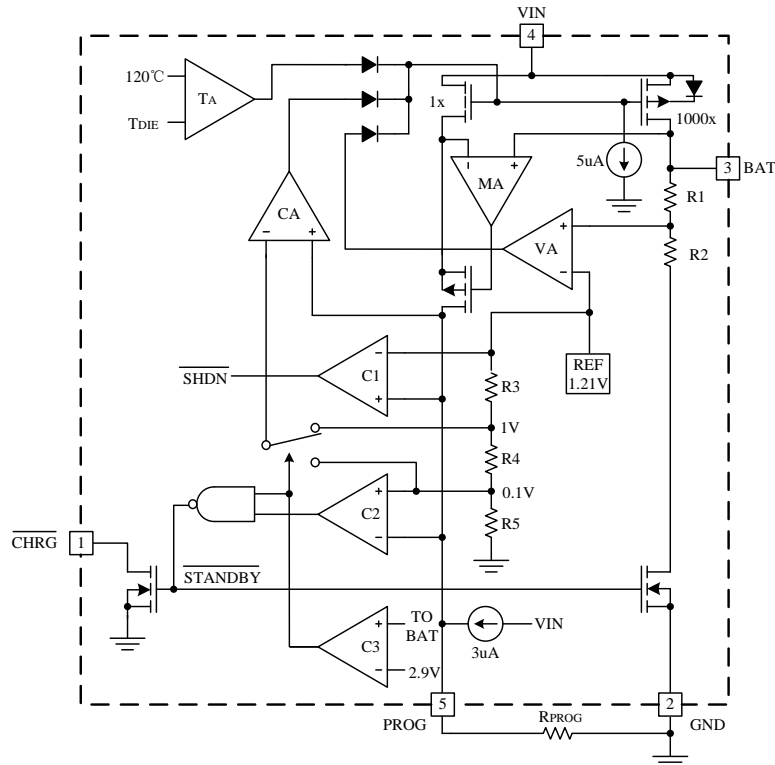 VIN
4
120℃
TA
TDIE
1x
1000x
5uA
3
BAT
MA
R1
CA
VA
R2
− +
− +
+
−
C1
−
+
SHDN
R3
REF
1.21V
1V
R4
0.1V
C2
+
−
R5
CHRG
1
STANDBY
C3
+
−
TO
BAT
2.9V
3uA
VIN
5
PROG
RPROG
2
GND